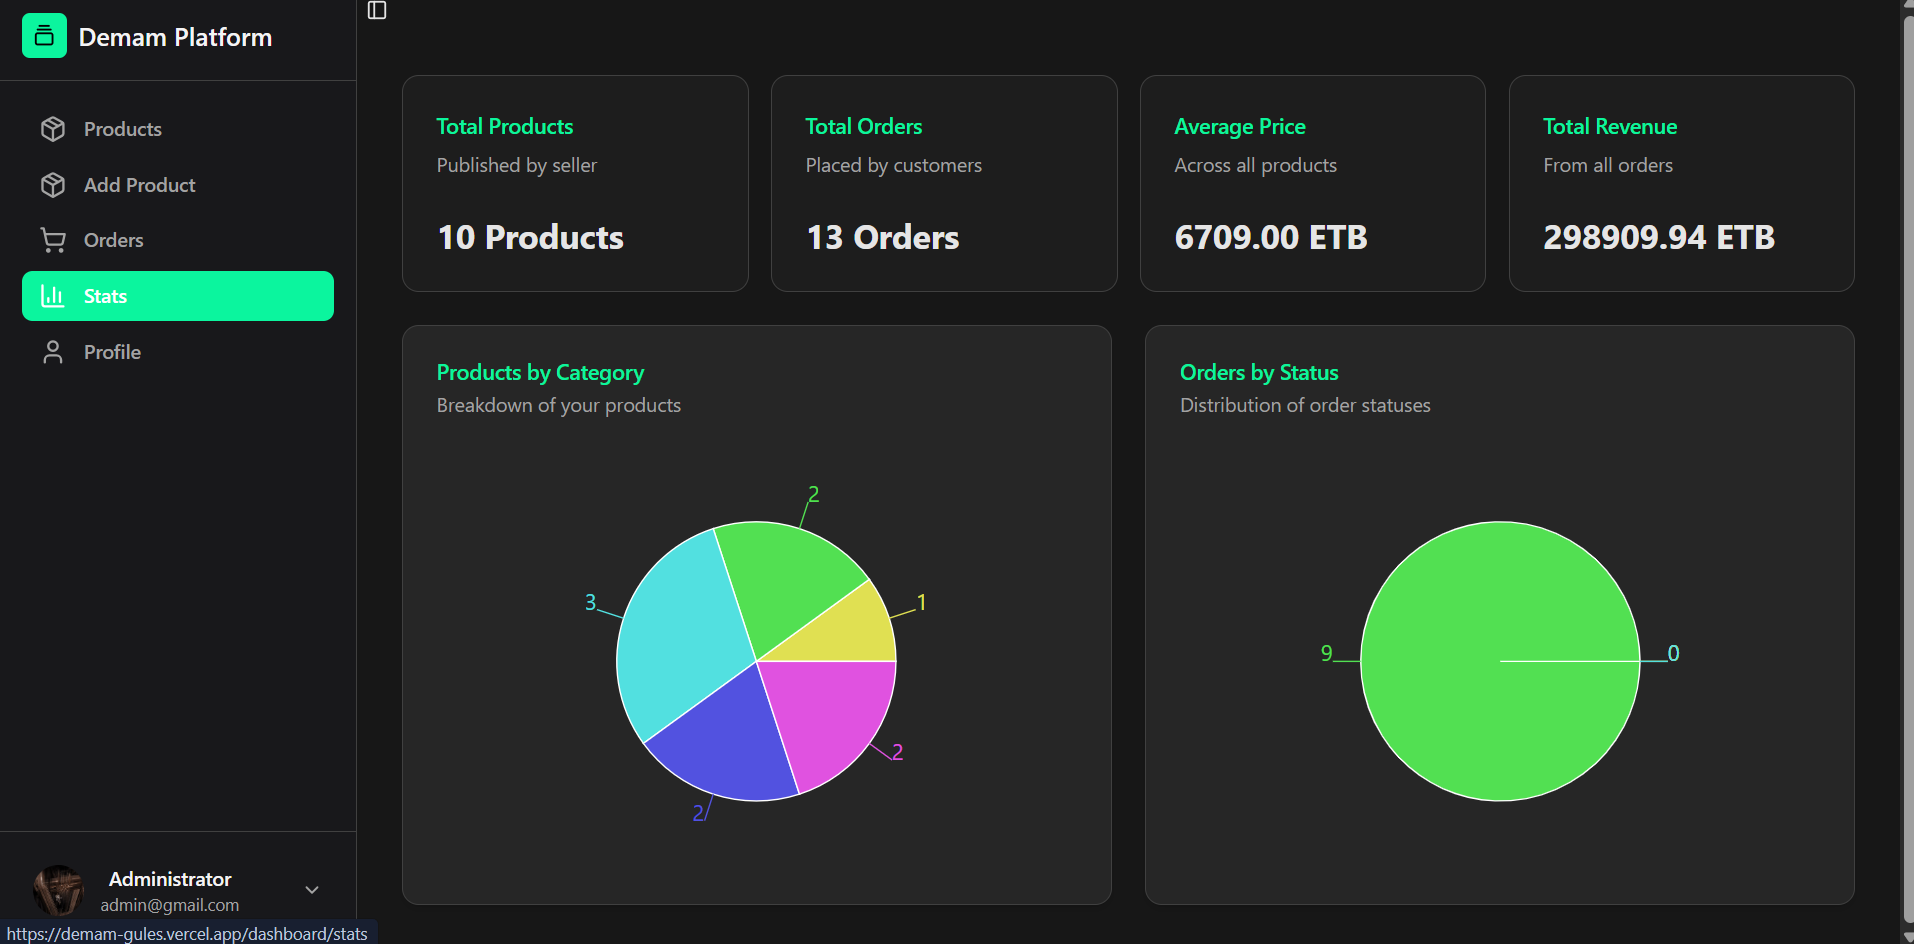 Demam Platform
Products
Add Product
Orders
Stats
Profile
Administrator
admin@gmail.com
https://demam-gules.vercel.app/dashboard/stats
Total Products
Published by seller
10 Products
Total Orders
Placed by customers
13 Orders
Average Price
Across all products
6709.00 ETB
Total Revenue
From all orders
298909.94 ETB
Products by Category
Breakdown of your products
2
1
3
2
2
Orders by Status
Distribution of order statuses
9
0